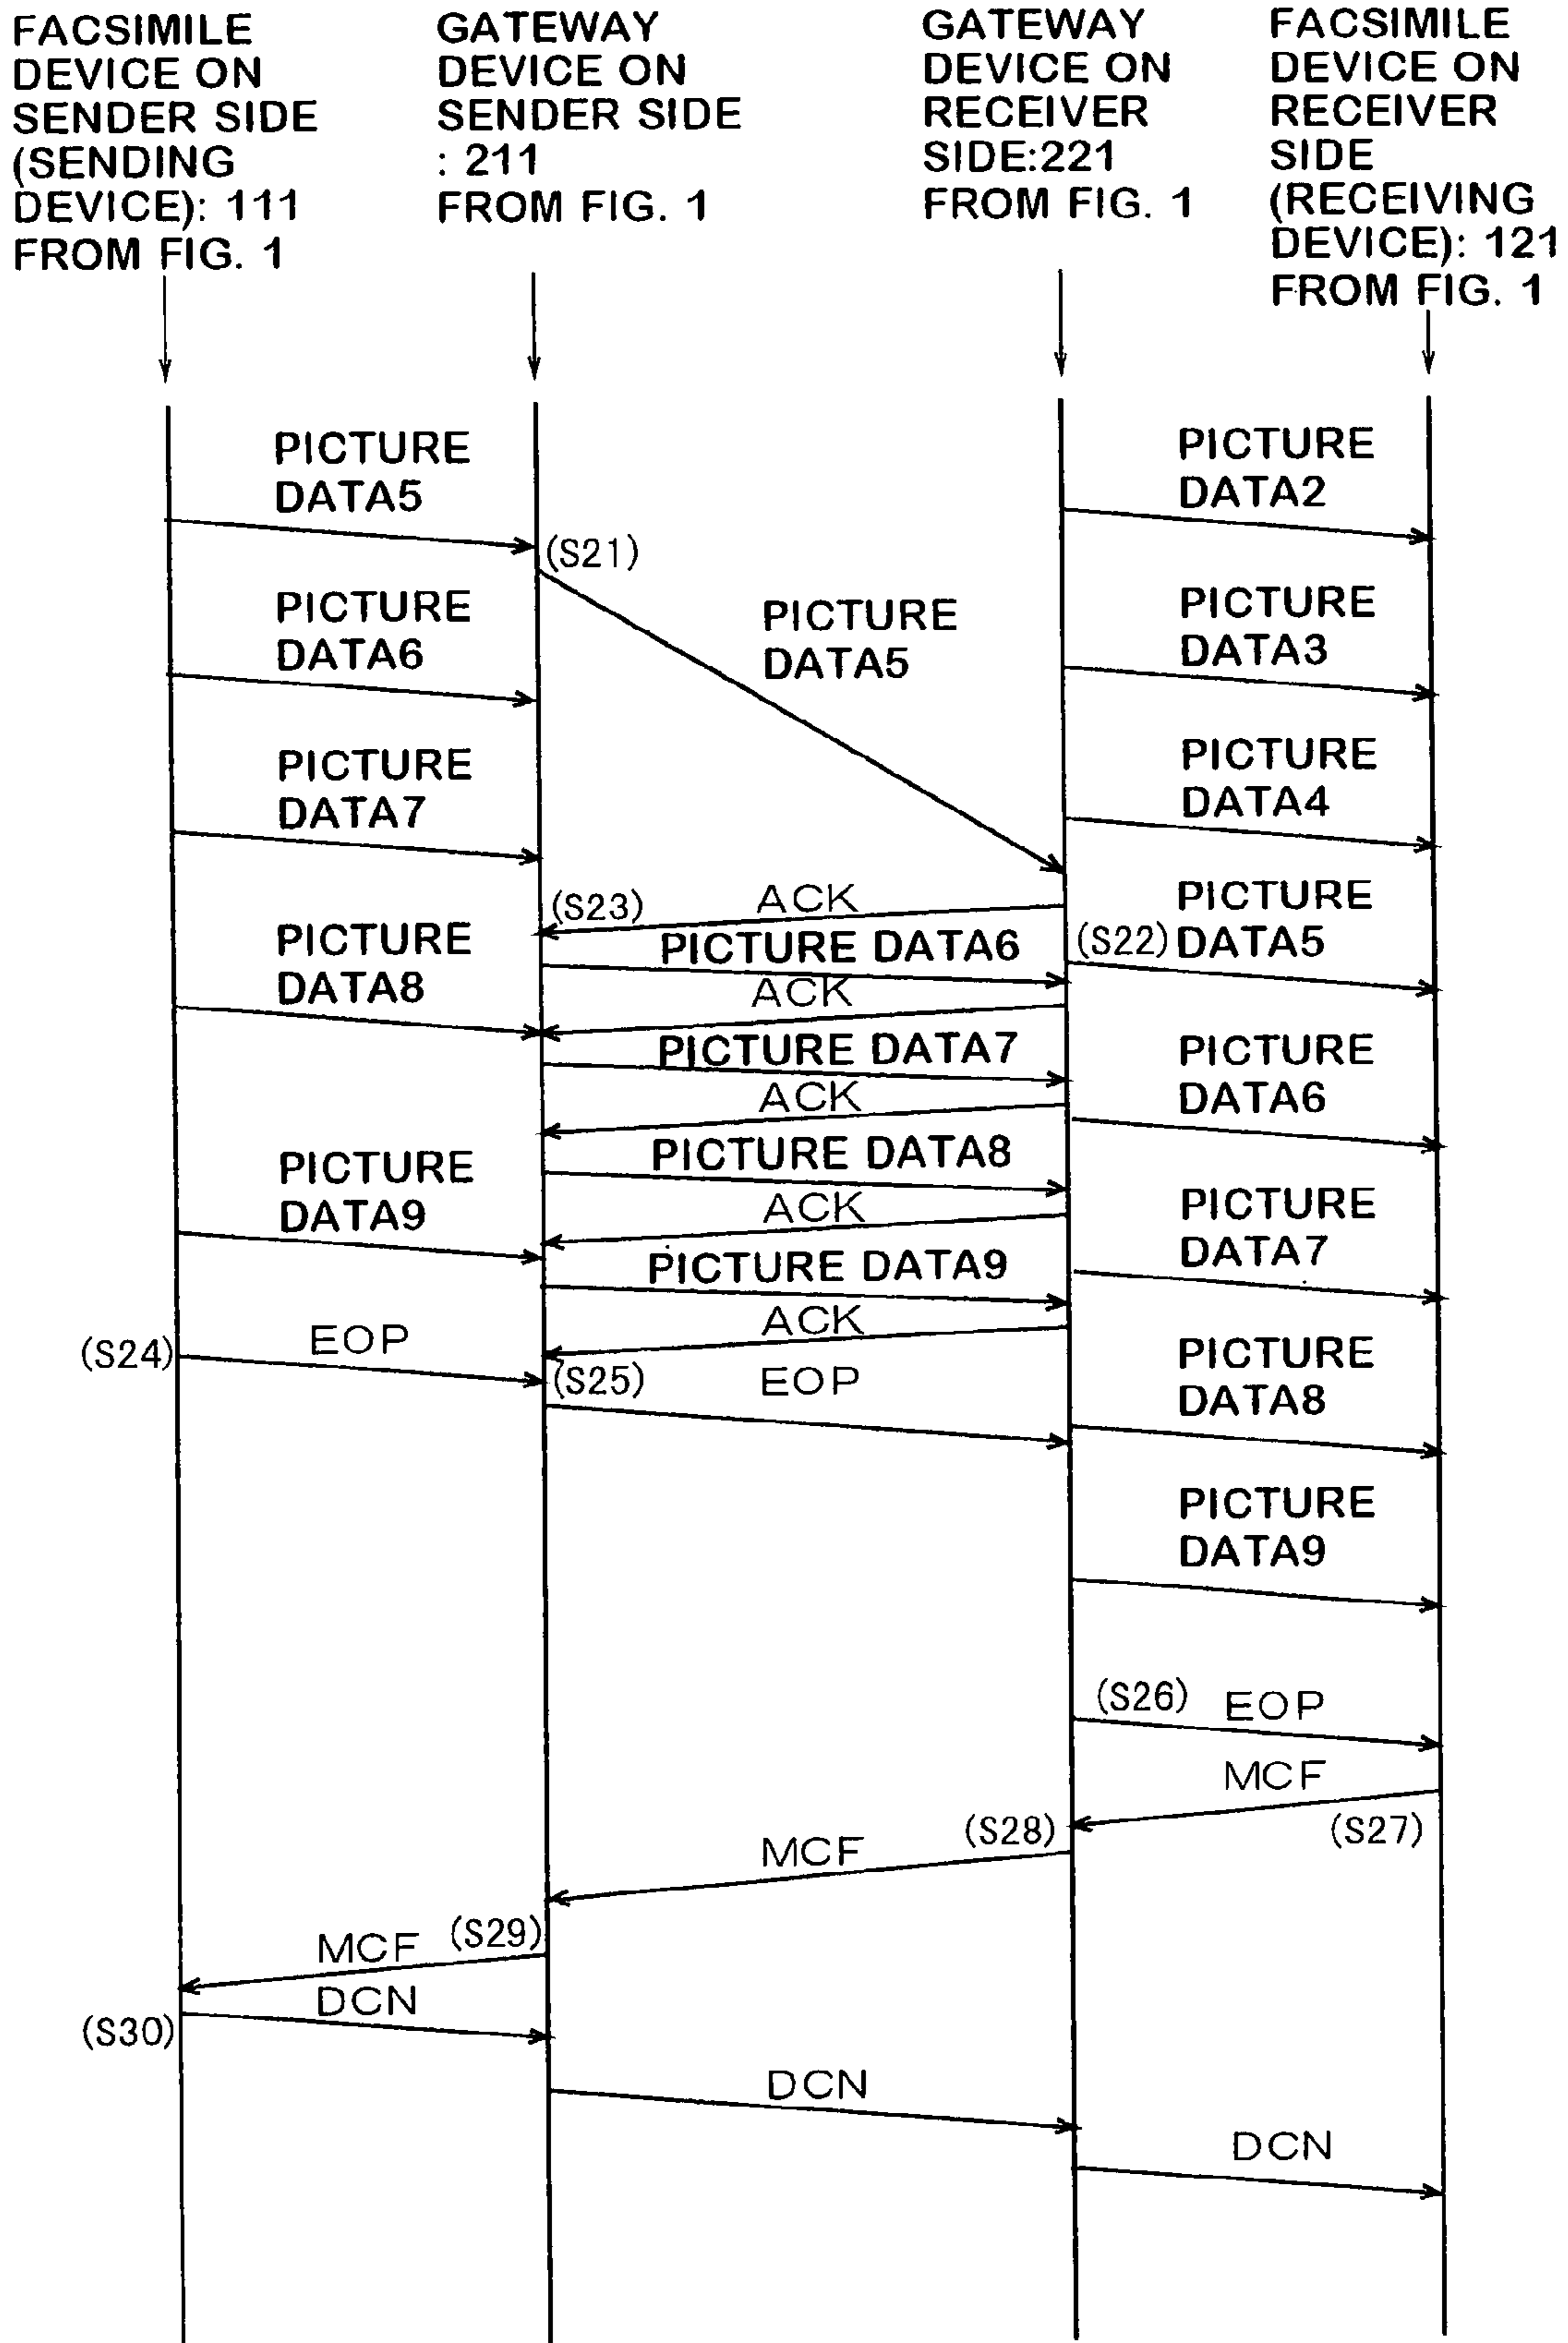 FACSIMILE
DEVICE ON
SENDER SIDE
(SENDING
DEVICE): 111
FROM FIG. 1
GATEWAY
DEVICE ON
SENDER SIDE
: 211
FROM FIG. 1
GATEWAY
DEVICE ON
RECEIVER
SIDE:221
FROM FIG. 1
FACSIMILE
DEVICE ON
RECEIVER
SIDE
(RECEIVING
DEVICE): 121
FROM FIG. 1
PICTURE
DATA5
PICTURE
DATA2
(S21)
PICTURE
DATA6
PICTURE
DATA5
PICTURE
DATA3
PICTURE
DATA7
PICTURE
DATA4
(S23)
ACK
PICTURE
DATA5
(S22)
PICTURE DATA6
PICTURE
DATA8
ACK
PICTURE DATA7
PICTURE
DATA6
ACK
PICTURE DATA8
PICTURE
DATA9
ACK
PICTURE
DATA7
PICTURE DATA9
ACK
(S24)
EOP
(S25)
EOP
PICTURE
DATA8
PICTURE
DATA9
(S26)
EOP
MCF
(S27)
(S28)
MCF
(S29)
MCF
DCN
(S30)
DCN
DCN